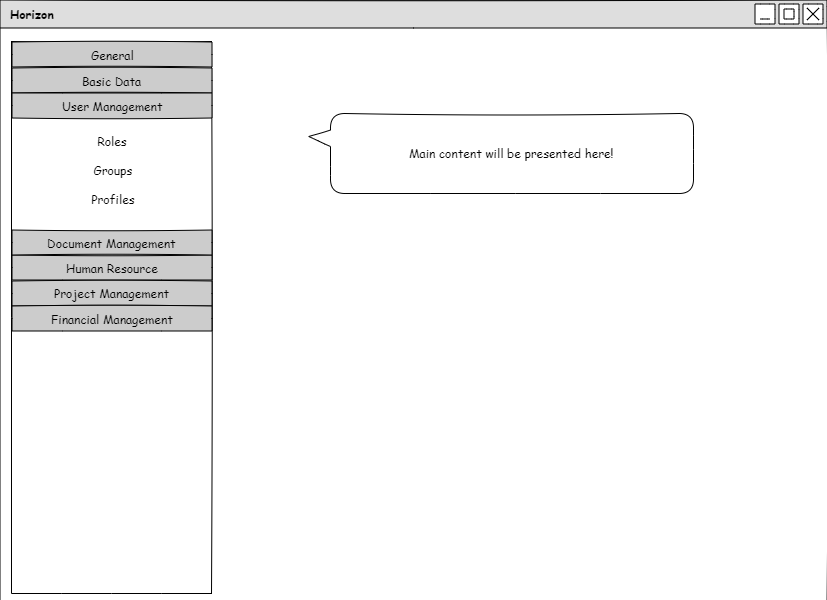 Horizon
General
Basic Data
User Management
Roles
Groups
Profiles
Document Management
Human Resource
Project Management
Financial Management
Main content will be presented here!